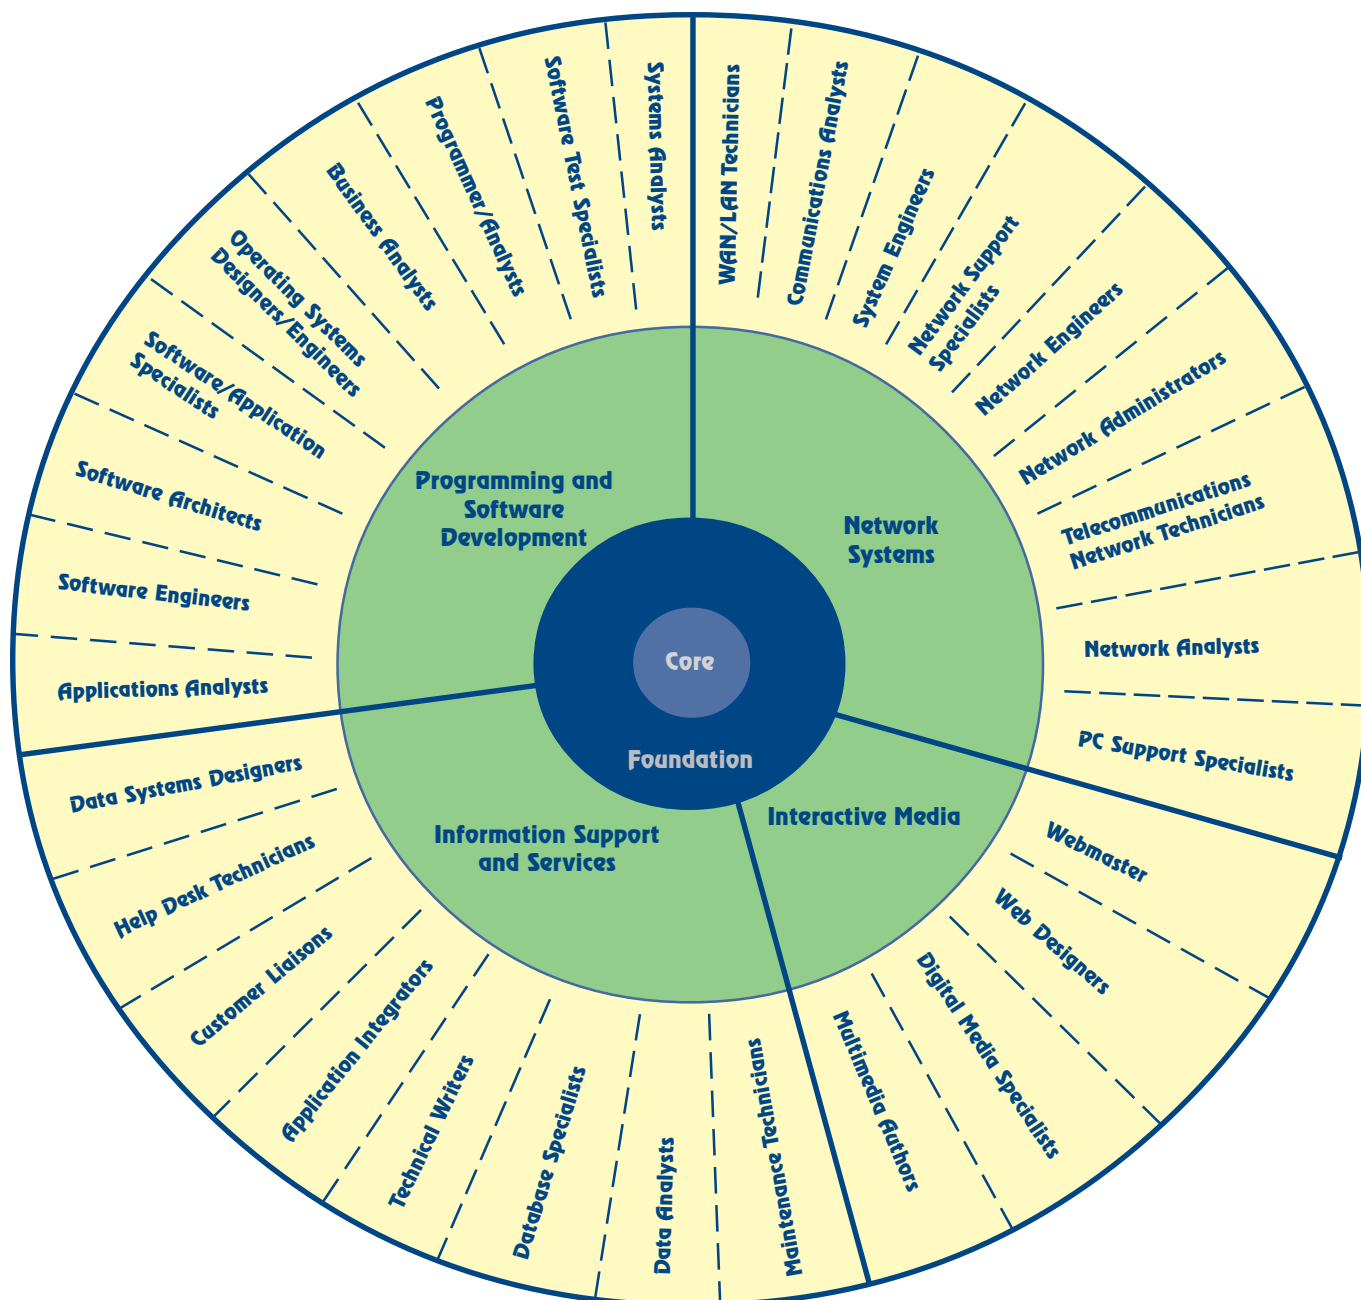 Systems Analysts
Software Test Specialists
Programmer/Analysts
Business Analysts
Operating Systems
Designers/Engineers
Software/Application
Specialists
Software Architects
Software Engineers
Applications Analysts
WAN/LAN Technicians
Communications Analysts
System Engineers
Network Support
Specialists
Network Engineers
Network Administrators
Telecommunications
Network Technicians
Network Analysts
PC Support Specialists
Programming and
Software
Development
Network
Systems
Core
Foundation
Information Support
and Services
Interactive Media
Webmaster
Web Designers
Digital Media Specialists
Multimedia Authors
Data Systems Designers
Help Desk Technicians
Customer Liaisons
Application Integrators
Technical Writers
Database Specialists
Data Analysts
Maintenance Technicians